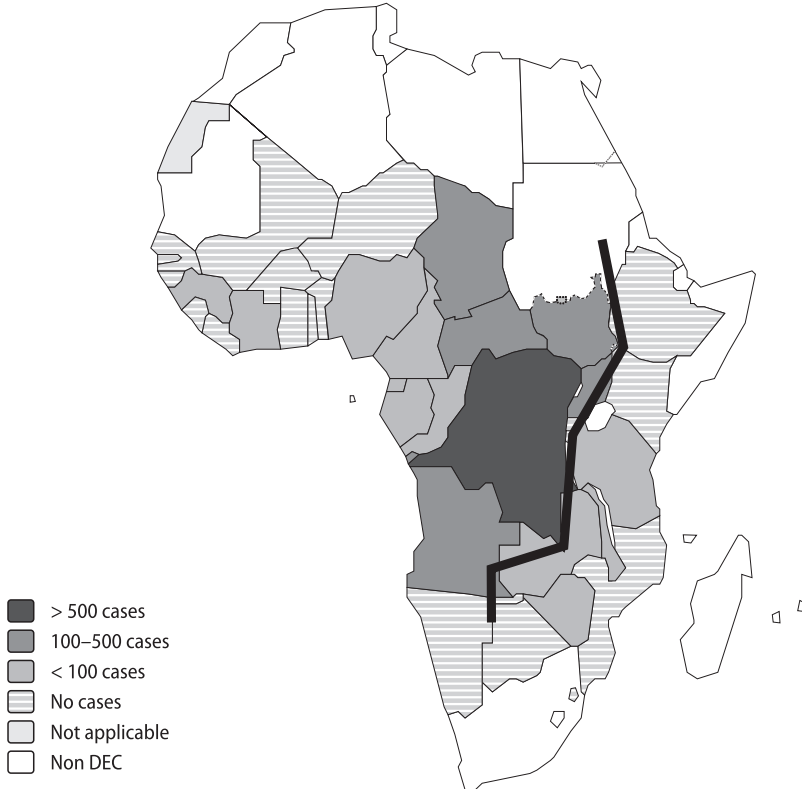 > 500 cases
100–500 cases
< 100 cases
No cases
Not applicable
Non DEC